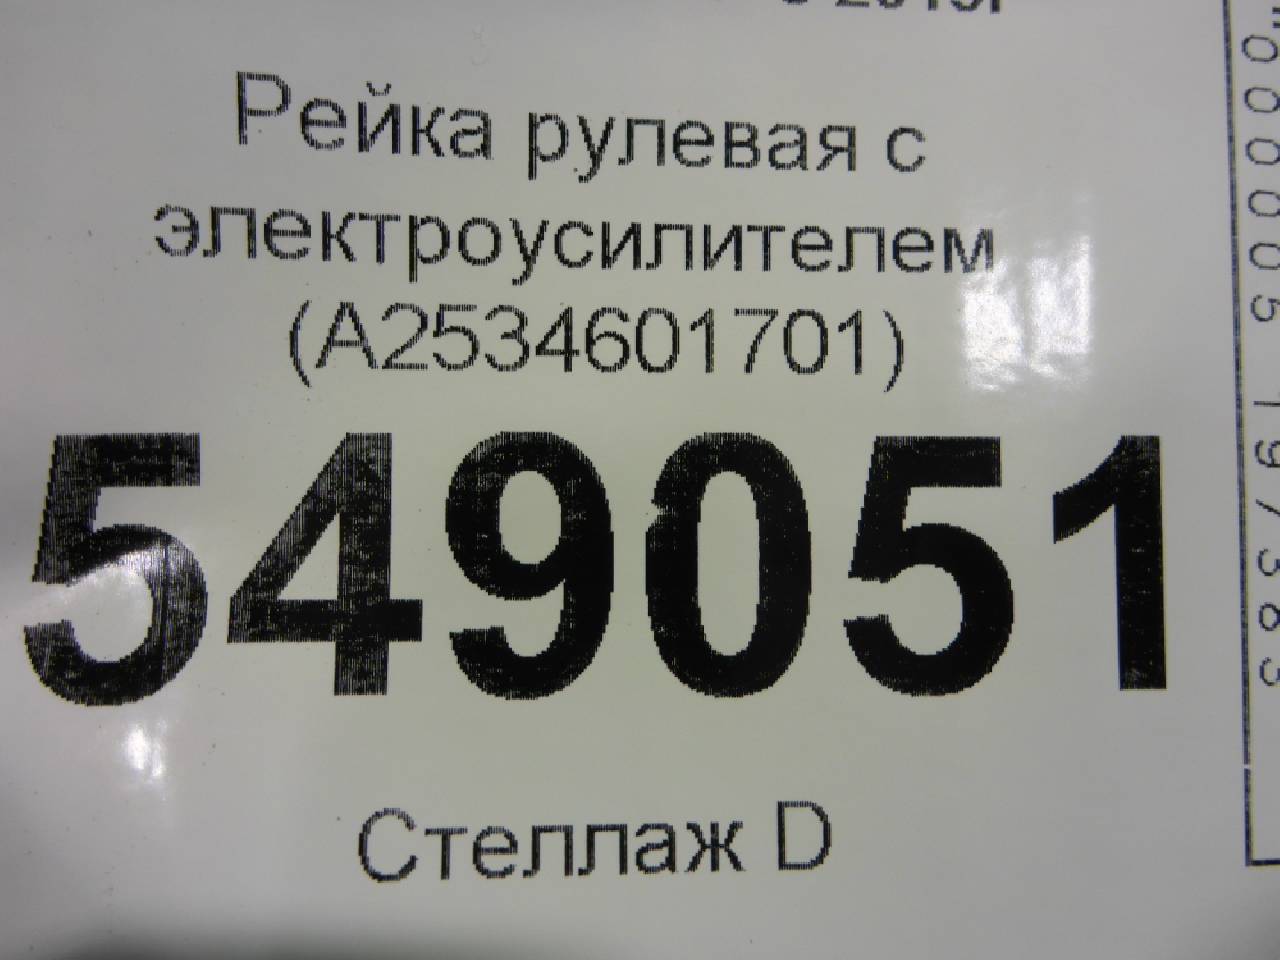 Рейка рулевая с
электроусилителем
(A2534601701)
549051
Стеллаж D